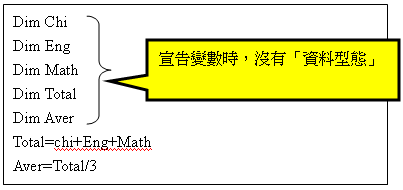 Dim Chi
Dim Eng
Dim Math
Dim Total
Dim Aver
Total=chi+Eng+Math
Aver=Total/3
宣告變數時，沒有「資料型態」